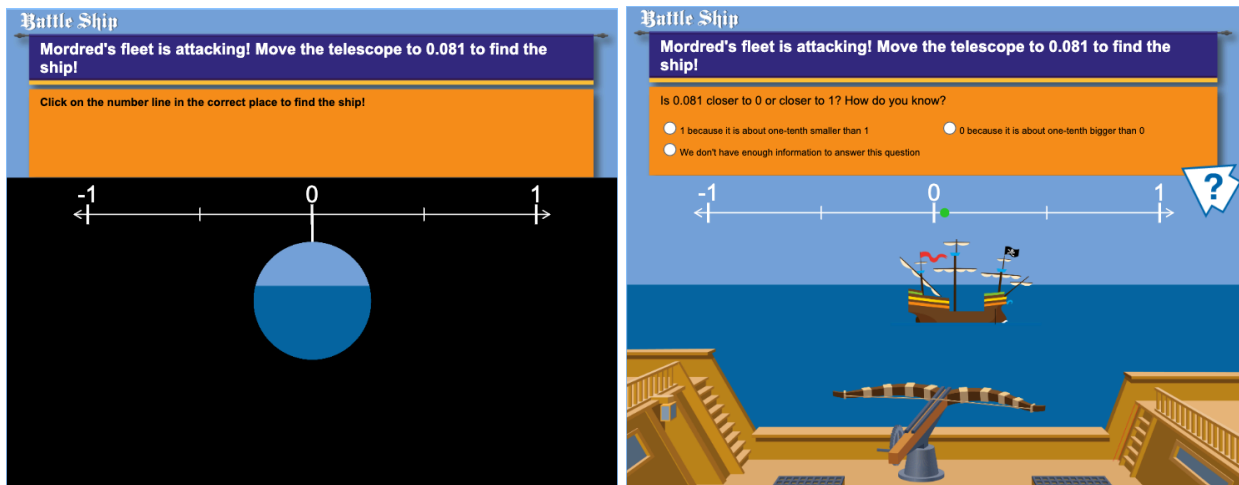 Battle Ship
Mordred's fleet is attacking! Move the telescope to 0.081 to find the
ship!
Click on the number line in the correct place to find the ship!
-1 0 1
Battle Ship
Mordred's fleet is attacking! Move the telescope to 0.081 to find the
ship!
Is 0.081 closer to 0 or closer to 1? How do you know?
1 because it is about one-tenth smaller than 1
0 because it is about one-tenth bigger than 0
We don't have enough information to answer this question
?
-1 0 1